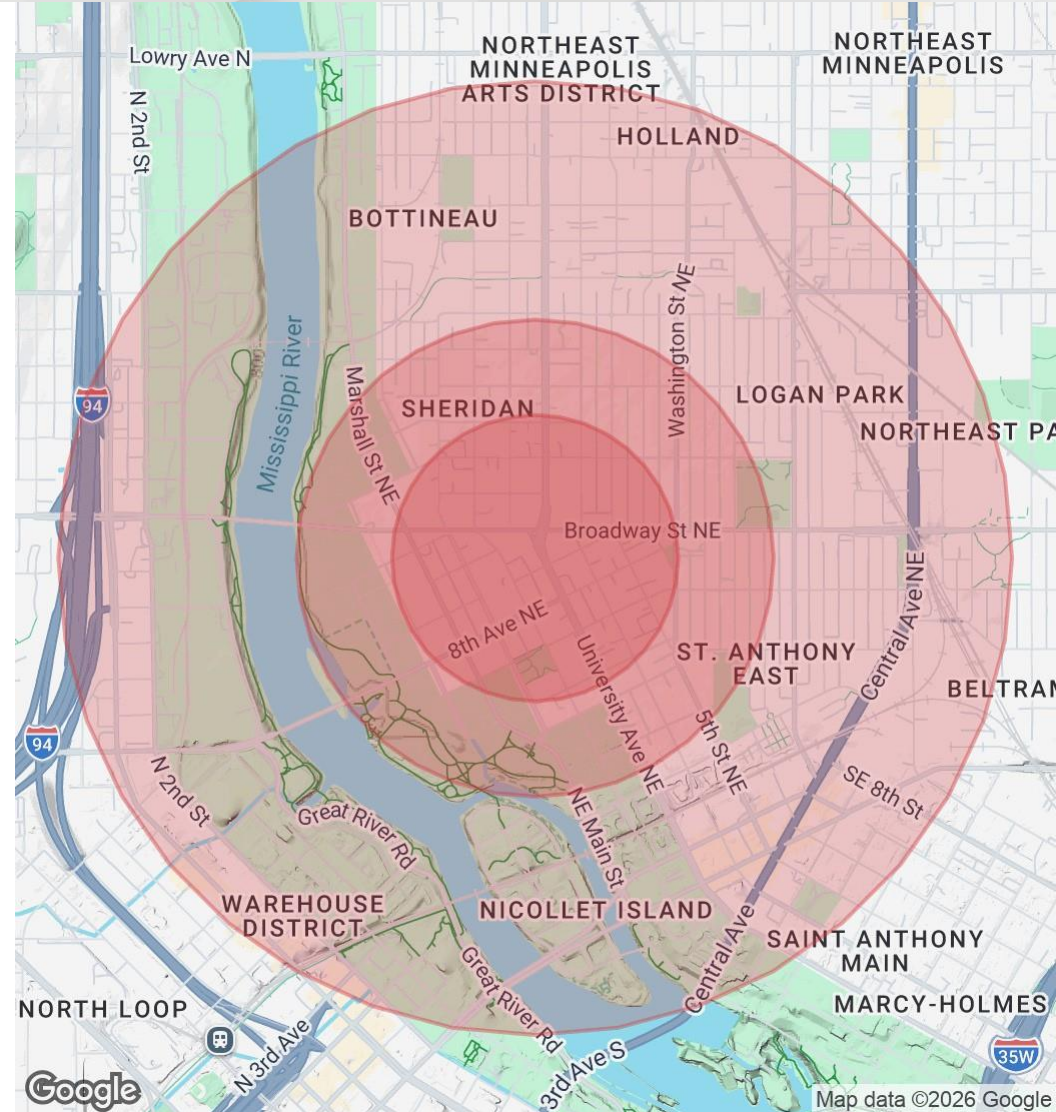 Lowry Ave N
NORTHEAST
MINNEAPOLIS
ARTS DISTRICT
NORTHEAST
MINNEAPOLIS
N 2nd St
HOLLAND
BOTTINEAU
Washington St NE
Mississippi River
Marshall St NE
94
SHERIDAN
LOGAN PARK
NORTHEAST PA
Broadway St NE
8th Ave NE
University Ave NE
ST. ANTHONY
EAST
Central Ave NE
BELTRAM
5th St NE
94
N 2nd St
Great River Rd
NE Main St
SE 8th St
WAREHOUSE
DISTRICT
NICOLLET ISLAND
Central Ave
SAINT ANTHONY
MAIN
Great River Rd
NORTH LOOP
MARCY-HOLMES
N 3rd Ave
3rd Ave S
35W
Google
Map data ©2026 Google